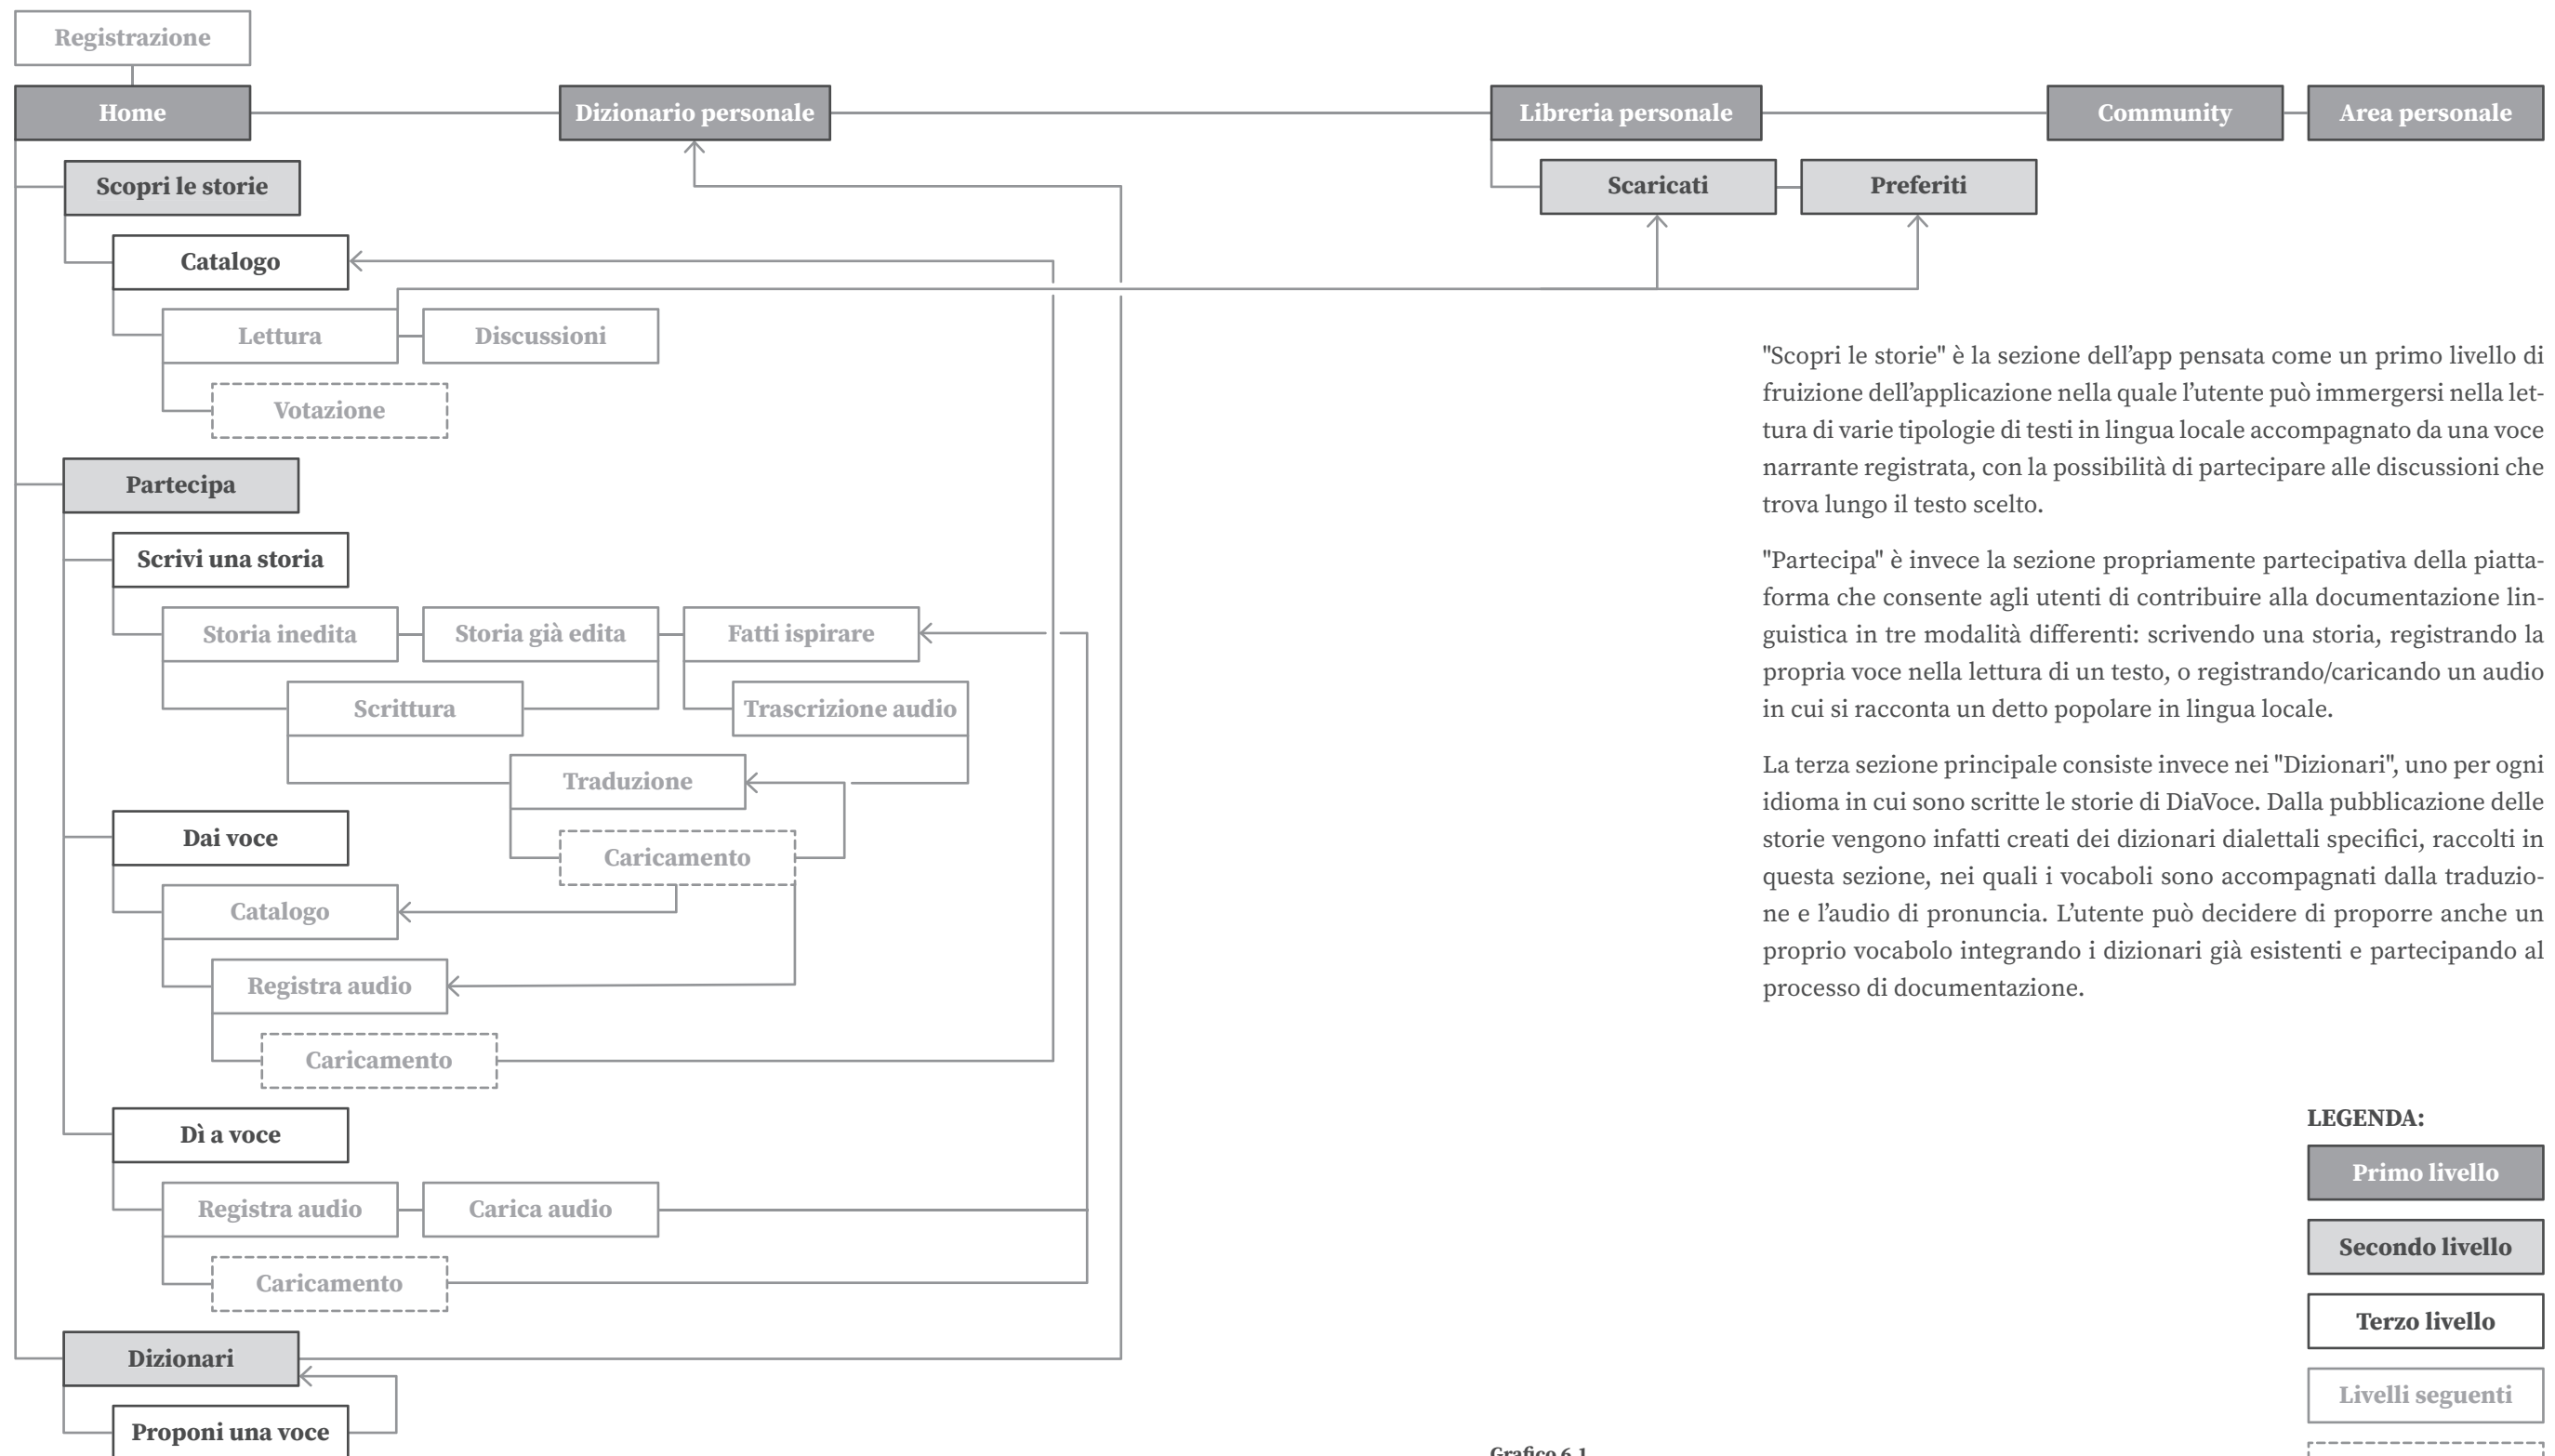 Registrazione
Home
Dizionario personale
Libreria personale
Community
Area personale
Scopri le storie
Scaricati
Preferiti
Catalogo
Lettura
Discussioni
Votazione
Partecipa
Scrivi una storia
Storia inedita
Storia già edita
Fatti ispirare
Scrittura
Trascrizione audio
Traduzione
Dai voce
Caricamento
Catalogo
Registra audio
Caricamento
Dì a voce
Registra audio
Carica audio
Caricamento
Dizionari
Proponi una voce
"Scopri le storie" è la sezione dell’app pensata come un primo livello di
fruizione dell’applicazione nella quale l’utente può immergersi nella let-
tura di varie tipologie di testi in lingua locale accompagnato da una voce
narrante registrata, con la possibilità di partecipare alle discussioni che
trova lungo il testo scelto.
"Partecipa" è invece la sezione propriamente partecipativa della piatta-
forma che consente agli utenti di contribuire alla documentazione lin-
guistica in tre modalità differenti: scrivendo una storia, registrando la
propria voce nella lettura di un testo, o registrando/caricando un audio
in cui si racconta un detto popolare in lingua locale.
La terza sezione principale consiste invece nei "Dizionari", uno per ogni
idioma in cui sono scritte le storie di DiaVoce. Dalla pubblicazione delle
storie vengono infatti creati dei dizionari dialettali specifici, raccolti in
questa sezione, nei quali i vocaboli sono accompagnati dalla traduzio-
ne e l’audio di pronuncia. L’utente può decidere di proporre anche un
proprio vocabolo integrando i dizionari già esistenti e partecipando al
processo di documentazione.
LEGENDA:
Primo livello
Secondo livello
Terzo livello
Livelli seguenti
Grafico 6.1